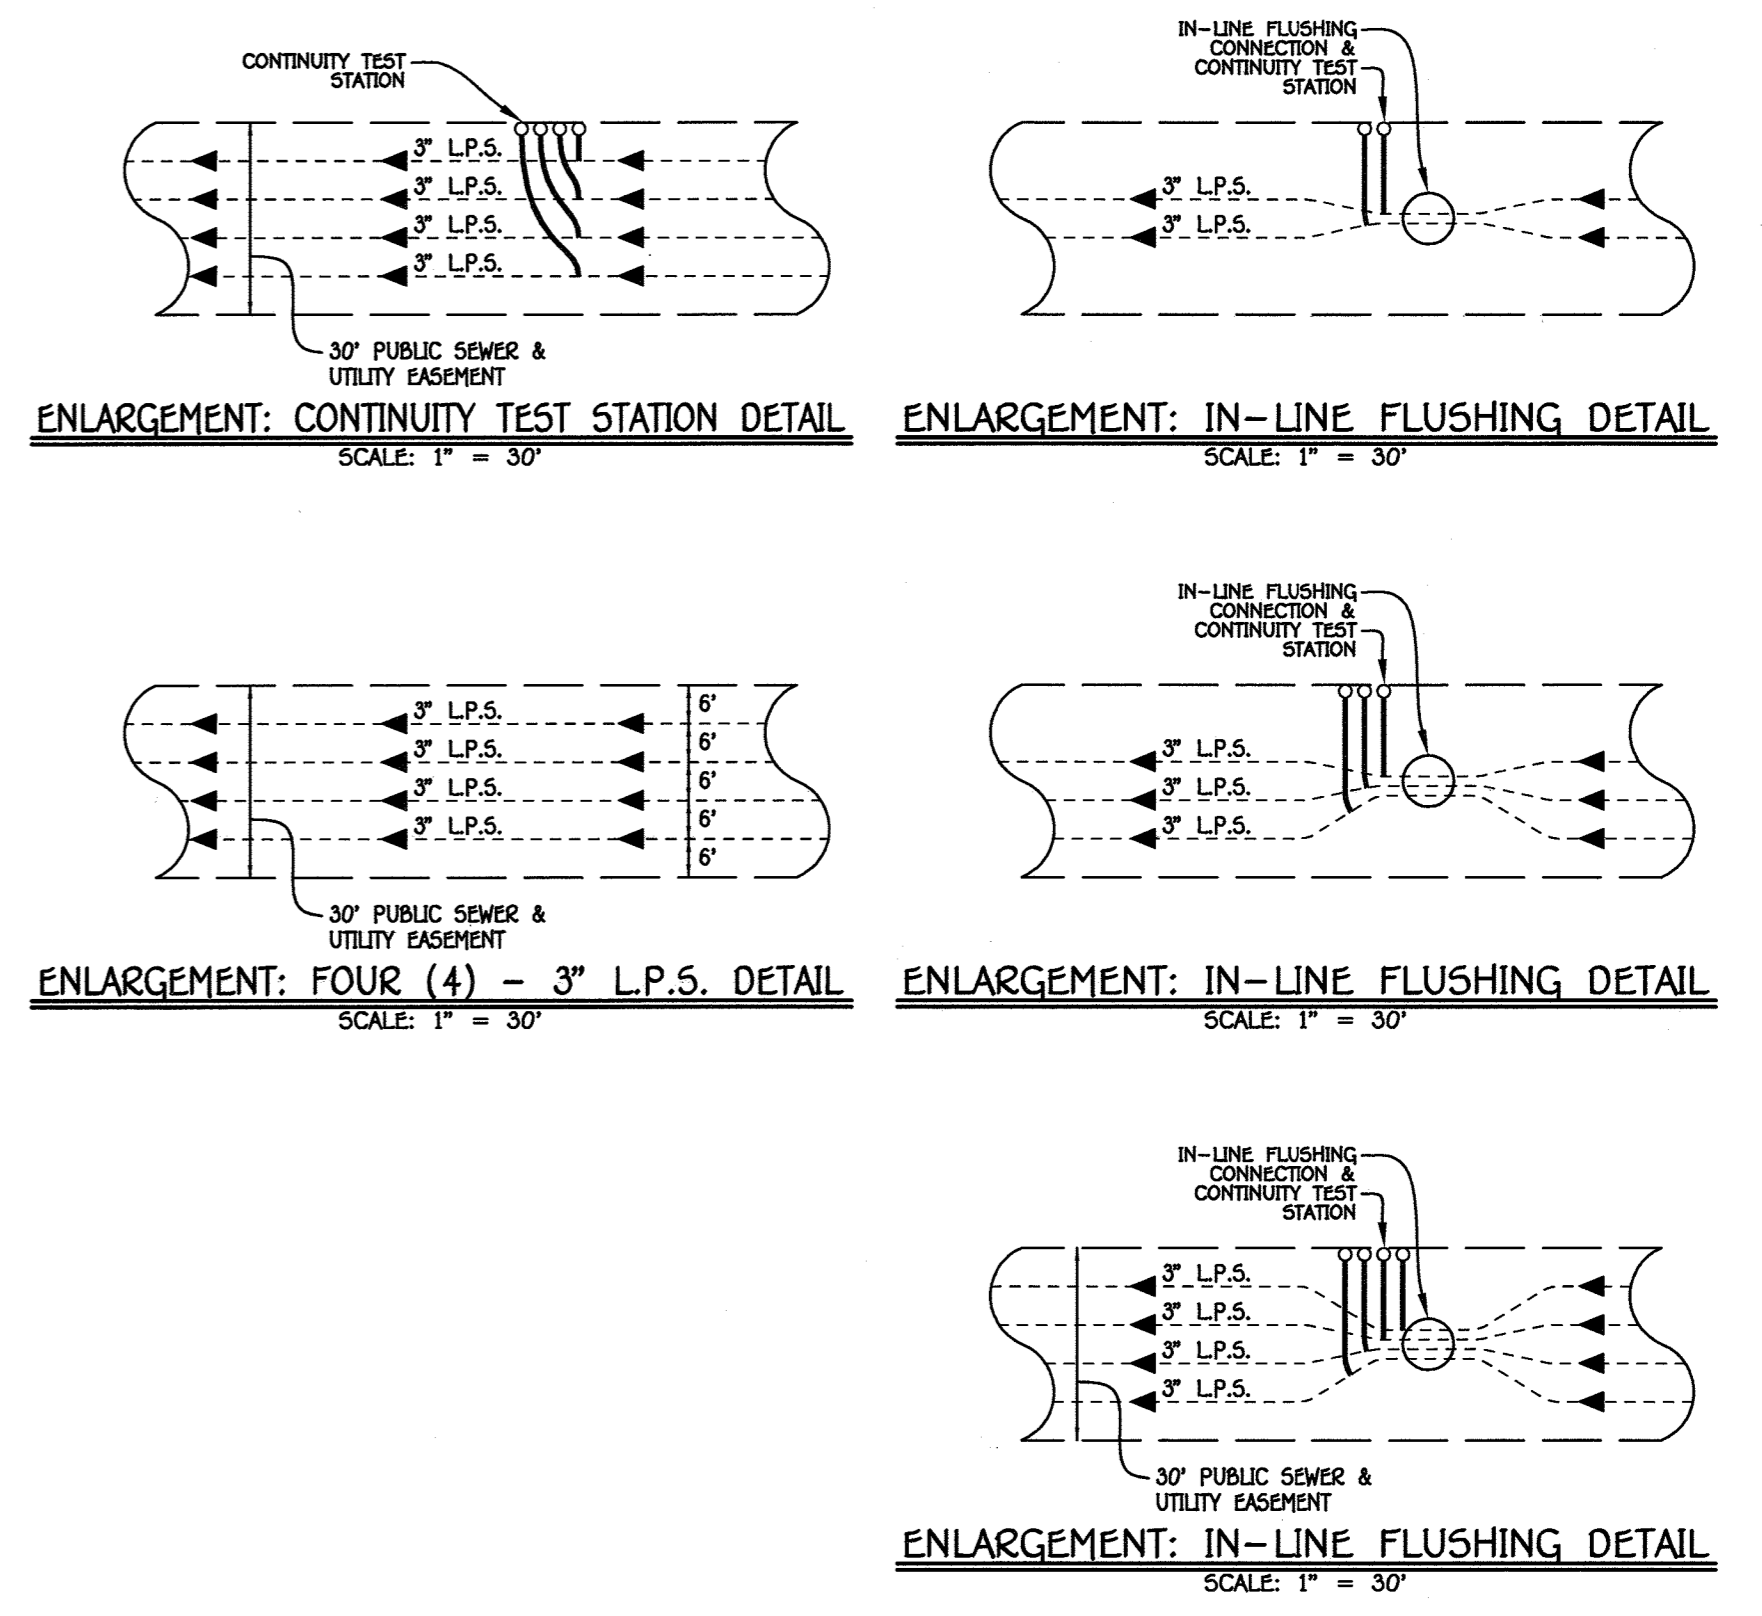 CONTINUITY TEST
STATION
3" L.P.S.
3" L.P.S.
3" L.P.S.
3" L.P.S.
30' PUBLIC SEWER &
UTILITY EASEMENT
ENLARGEMENT: CONTINUITY TEST STATION DETAIL
SCALE: 1" = 30'
IN-LINE FLUSHING
CONNECTION &
CONTINUITY TEST
STATION
3" L.P.S.
3" L.P.S.
ENLARGEMENT: IN-LINE FLUSHING DETAIL
SCALE: 1" = 30'
3" L.P.S.
3" L.P.S.
3" L.P.S.
3" L.P.S.
6'
6'
6'
6'
6'
30' PUBLIC SEWER &
UTILITY EASEMENT
ENLARGEMENT: FOUR (4) - 3" L.P.S. DETAIL
SCALE: 1" = 30'
IN-LINE FLUSHING
CONNECTION &
CONTINUITY TEST
STATION
3" L.P.S.
3" L.P.S.
3" L.P.S.
ENLARGEMENT: IN-LINE FLUSHING DETAIL
SCALE: 1" = 30'
IN-LINE FLUSHING
CONNECTION &
CONTINUITY TEST
STATION
3" L.P.S.
3" L.P.S.
3" L.P.S.
3" L.P.S.
30' PUBLIC SEWER &
UTILITY EASEMENT
ENLARGEMENT: IN-LINE FLUSHING DETAIL
SCALE: 1" = 30'